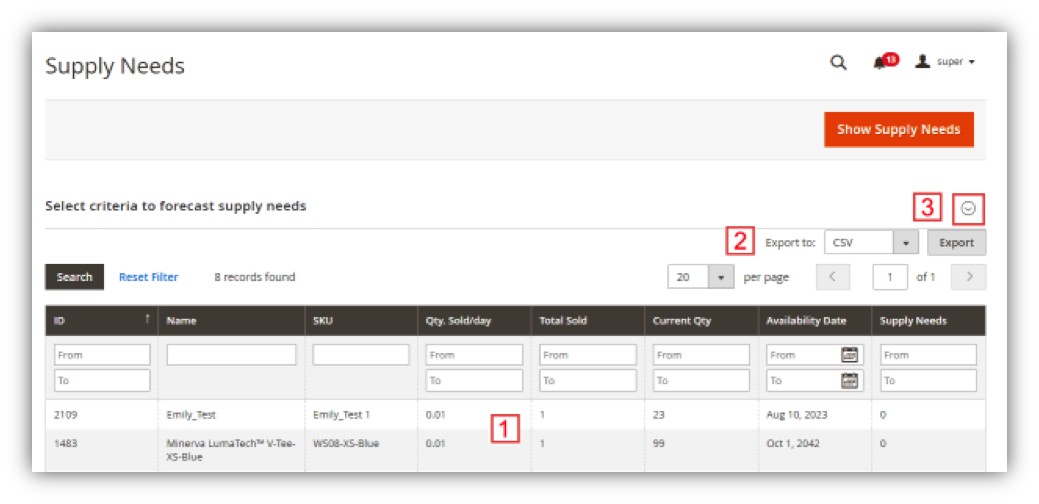 Supply Needs
13
super
Show Supply Needs
Select criteria to forecast supply needs
3
2 Export to: CSV Export
Search Reset Filter 8 records found 20 per page 1 of 1
ID ↑ Name SKU Qty. Sold/day Total Sold Current Qty Availability Date Supply Needs
From From From From From From
To To To To To To
2109 Emily_Test Emily_Test 1 0.01 1 23 Aug 10, 2023 0
1
1483 Minerva LumaTech™ V-Tee- WS08-XS-Blue 0.01 1 99 Oct 1, 2042 0
XS-Blue